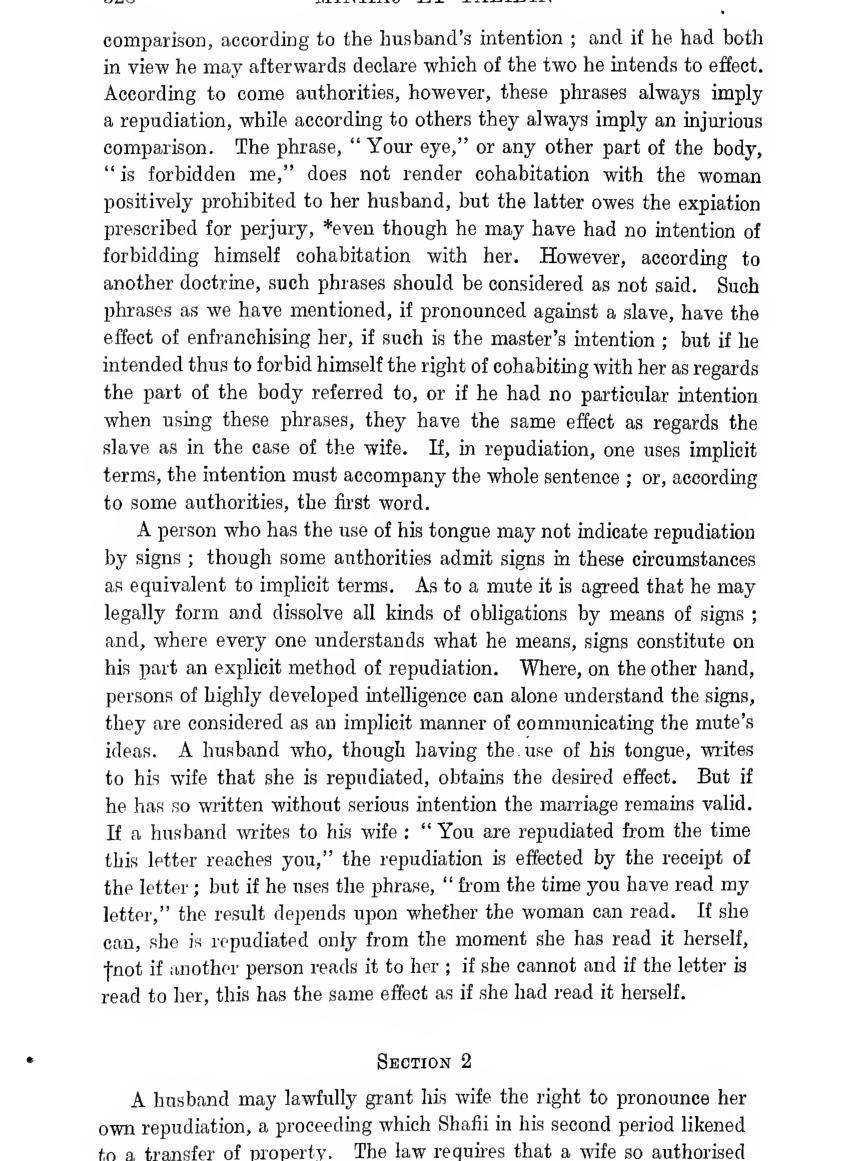 comparison, according to the husband's intention ; and if he had both
in view he may afterwards declare which of the two he intends to effect.
According to come authorities, however, these phrases always imply
a repudiation, while according to others they always imply an injurious
comparison. The phrase, “ Your eye,” or any other part of the body,
“ is forbidden me,” does not render cohabitation with the woman
positively prohibited to her husband, but the latter owes the expiation
prescribed for perjury, *even though he may have had no intention of
forbidding himself cohabitation with her. However, according to
another doctrine, such phrases should be considered as not said. Such
phrases as we have mentioned, if pronounced against a slave, have the
effect of enfranchising her, if such is the master's intention ; but if he
intended thus to forbid himself the right of cohabiting with her as regards
the part of the body referred to, or if he had no particular intention
when using these phrases, they have the same effect as regards the
slave as in the case of the wife. If, in repudiation, one uses implicit
terms, the intention must accompany the whole sentence ; or, according
to some authorities, the first word.
A person who has the use of his tongue may not indicate repudiation
by signs ; though some authorities admit signs in these circumstances
as equivalent to implicit terms. As to a mute it is agreed that he may
legally form and dissolve all kinds of obligations by means of signs ;
and, where every one understands what he means, signs constitute on
his part an explicit method of repudiation. Where, on the other hand,
persons of highly developed intelligence can alone understand the signs,
they are considered as an implicit manner of communicating the mute's
ideas. A husband who, though having the use of his tongue, writes
to his wife that she is repudiated, obtains the desired effect. But if
he has so written without serious intention the marriage remains valid.
If a husband writes to his wife : “ You are repudiated from the time
this letter reaches you,” the repudiation is effected by the receipt of
the letter ; but if he uses the phrase, “ from the time you have read my
letter,” the result depends upon whether the woman can read. If she
can, she is repudiated only from the moment she has read it herself,
†not if another person reads it to her ; if she cannot and if the letter is
read to her, this has the same effect as if she had read it herself.
SECTION 2
A husband may lawfully grant his wife the right to pronounce her
own repudiation, a proceeding which Shafii in his second period likened
to a transfer of property. The law requires that a wife so authorised